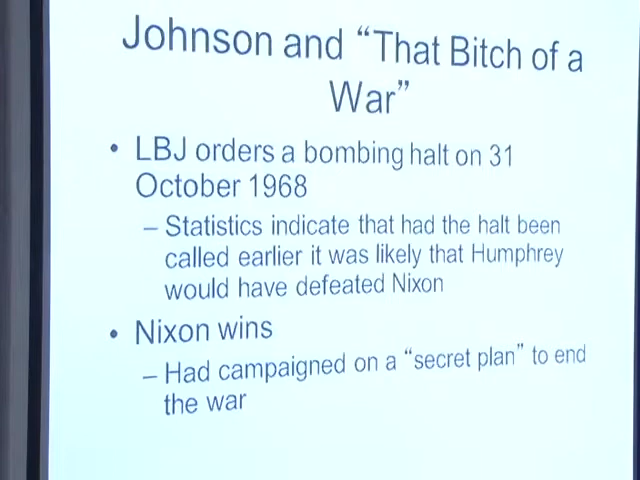 Johnson and “That Bitch of a
War”
• LBJ orders a bombing halt on 31
October 1968
– Statistics indicate that had the halt been
called earlier it was likely that Humphrey
would have defeated Nixon
• Nixon wins
– Had campaigned on a “secret plan” to end
the war